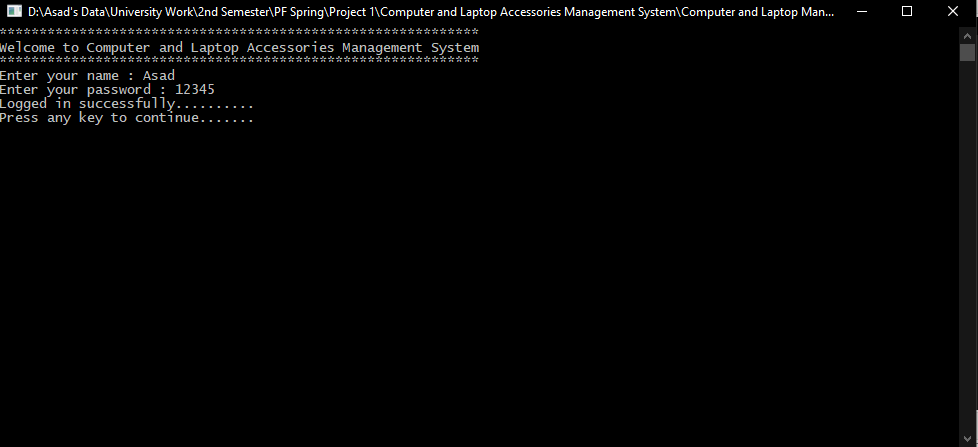 D:\Asad's Data\University Work\2nd Semester\PF Spring\Project 1\Computer and Laptop Accessories Management System\Computer and Laptop Man...
************************************************************
Welcome to Computer and Laptop Accessories Management System
************************************************************
Enter your name : Asad
Enter your password : 12345
Logged in successfully..........
Press any key to continue.......